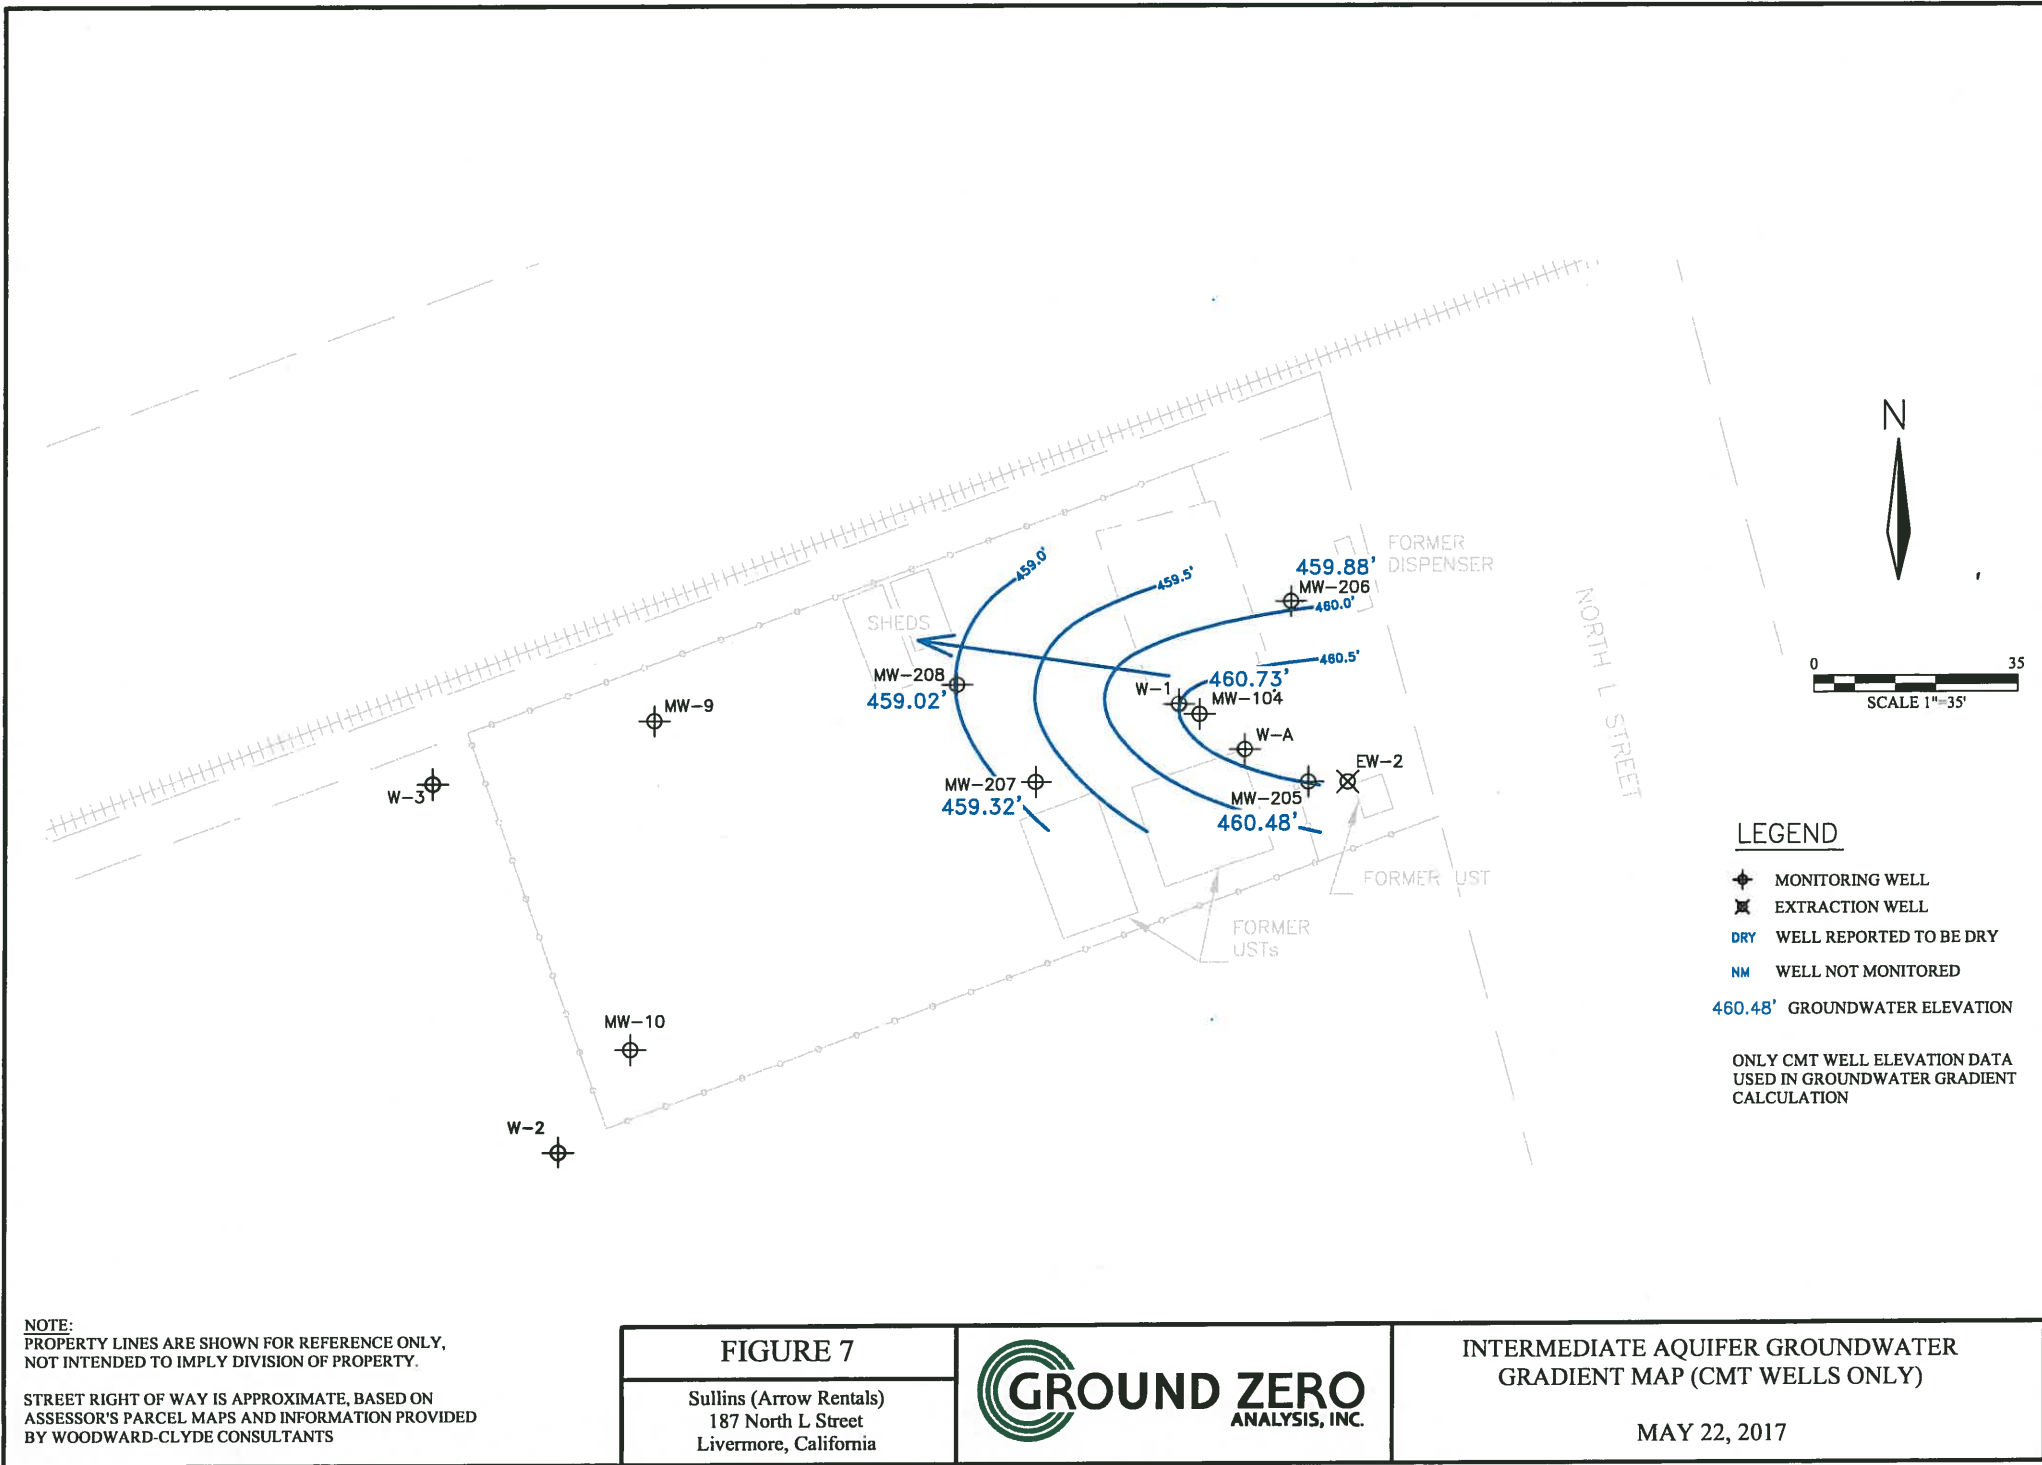 459.0'
459.5'
FORMER
DISPENSER
459.88'
MW-206
460.0'
NORTH L STREET
N
SHEDS
460.5'
0 35
SCALE 1"=35'
MW-208
459.02'
W-1
460.73'
MW-104
MW-9
W-A
EW-2
W-3
MW-207
459.32'
MW-205
460.48'
FORMER UST
FORMER
USTs
MW-10
W-2
LEGEND
MONITORING WELL
EXTRACTION WELL
DRY WELL REPORTED TO BE DRY
NM WELL NOT MONITORED
460.48' GROUNDWATER ELEVATION
ONLY CMT WELL ELEVATION DATA
USED IN GROUNDWATER GRADIENT
CALCULATION
NOTE:
PROPERTY LINES ARE SHOWN FOR REFERENCE ONLY,
NOT INTENDED TO IMPLY DIVISION OF PROPERTY.
STREET RIGHT OF WAY IS APPROXIMATE, BASED ON
ASSESSOR'S PARCEL MAPS AND INFORMATION PROVIDED
BY WOODWARD-CLYDE CONSULTANTS
FIGURE 7
Sullins (Arrow Rentals)
187 North L Street
Livermore, California
GROUND ZERO
ANALYSIS, INC.
INTERMEDIATE AQUIFER GROUNDWATER
GRADIENT MAP (CMT WELLS ONLY)
MAY 22, 2017